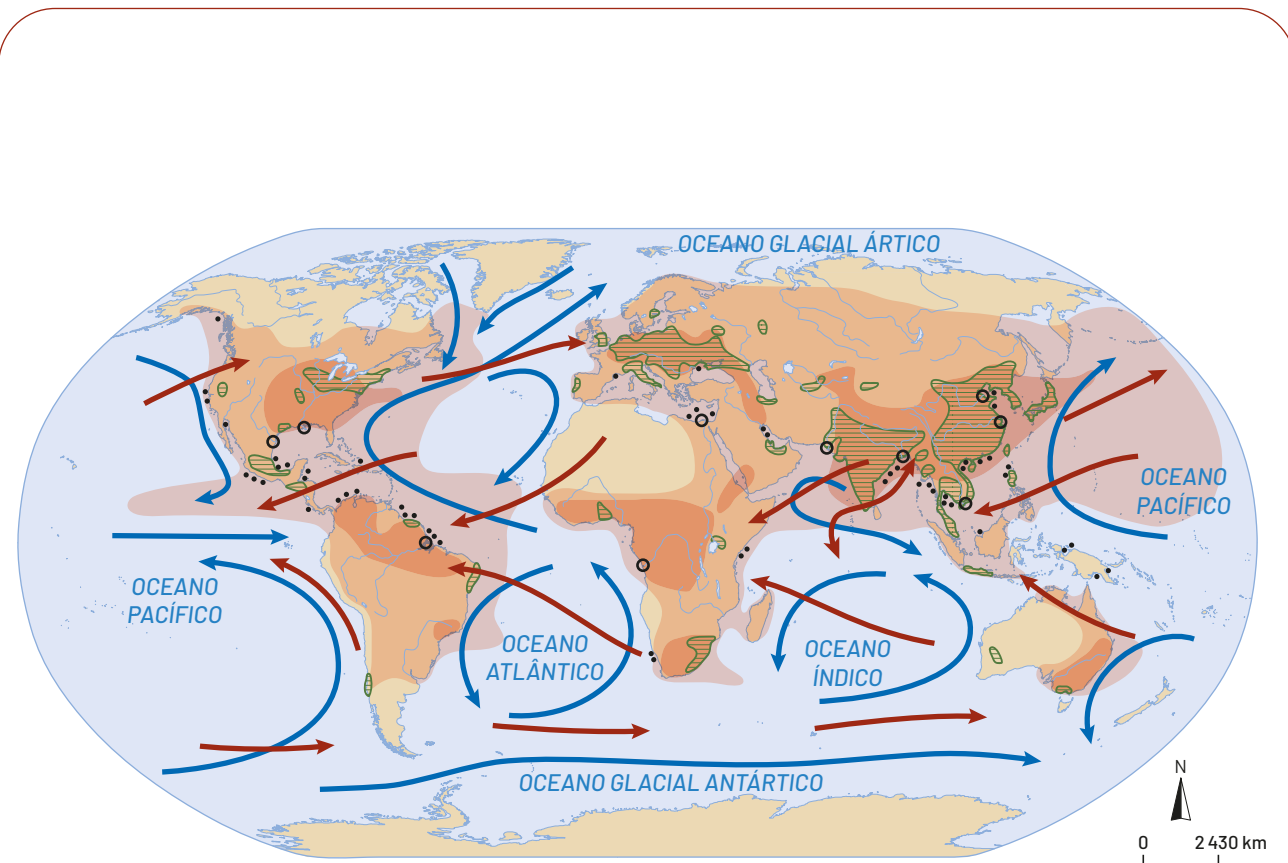 OCEANO GLACIAL ÁRTICO
OCEANO
PACÍFICO
OCEANO
PACÍFICO
OCEANO
ATLÂNTICO
OCEANO
ÍNDICO
OCEANO GLACIAL ANTÁRTICO
N
0 2 430 km